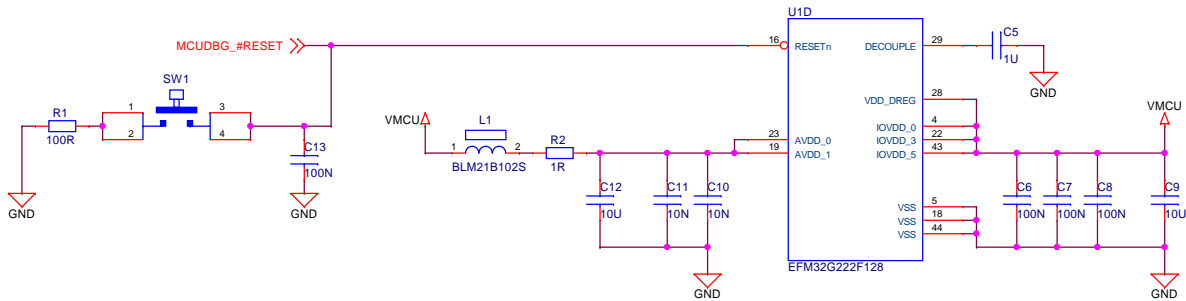 U1D
MCUDBG_#RESET
16
RESETn
DECOUPLE
29
C5
1U
GND
SW1
R1
100R
1
2
3
4
C13
100N
GND
GND
VMCU
L1
1
2
BLM21B102S
R2
1R
23
19
AVDD_0
AVDD_1
C12
10U
C11
10N
C10
10N
GND
VDD_DREG
28
IOVDD_0
4
IOVDD_3
22
IOVDD_5
43
VMCU
VSS
5
VSS
18
VSS
44
C6
100N
C7
100N
C8
100N
C9
10U
GND
EFM32G222F128